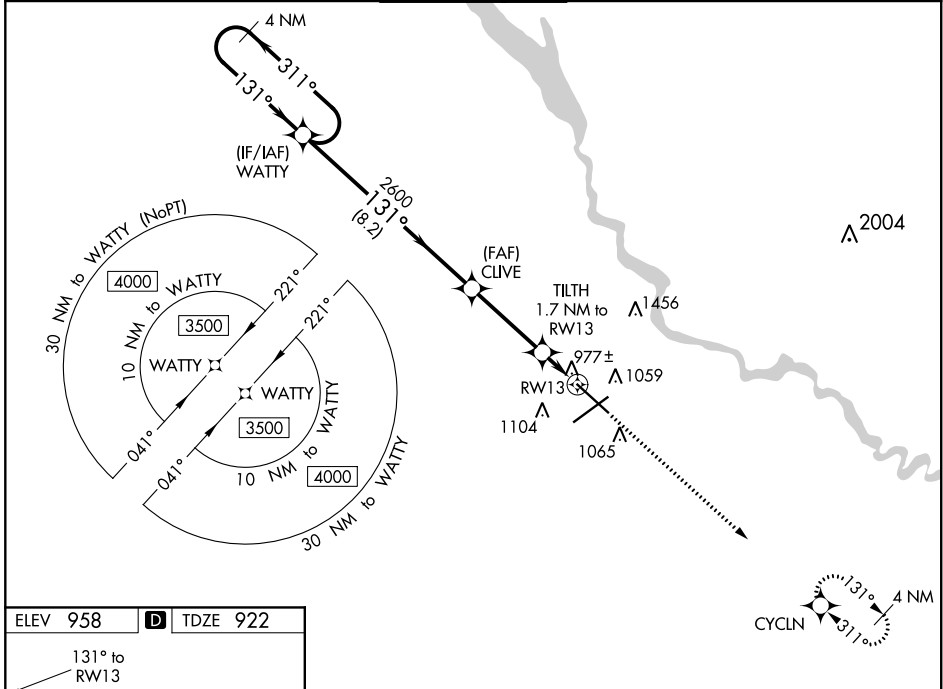 4 NM
311°
131°
(IF/IAF)
WATTY
2600
131°
(8.2)
(FAF)
CLIVE
2004
TILTH
1.7 NM to
RW13
1456
977±
RW13
1059
1104
1065
30 NM to WATTY (NoPT)
4000
10 NM to WATTY
3500
221°
WATTY
041°
221°
WATTY
3500
041°
10 NM to WATTY
4000
30 NM to WATTY
131°
4 NM
CYCLN
311°
ELEV 958 D TDZE 922
131° to
RW13